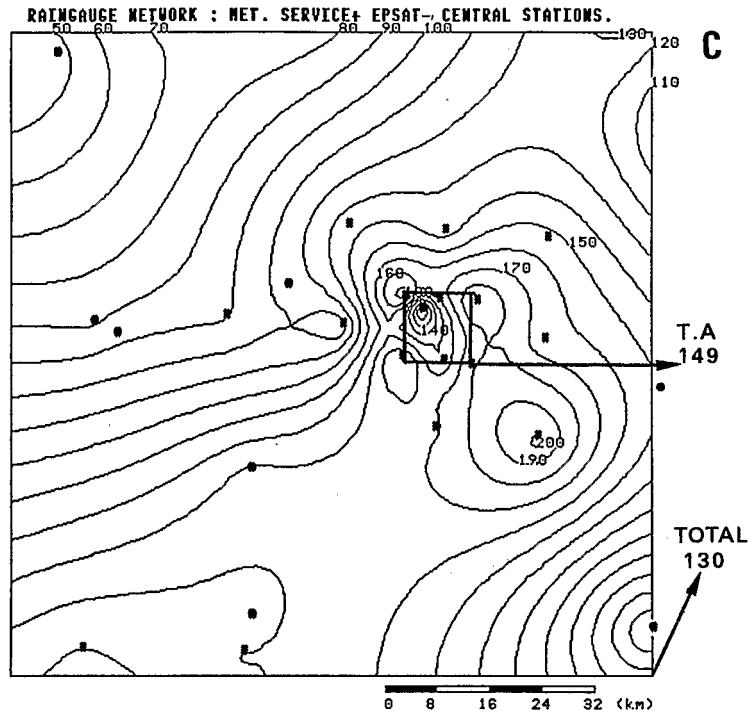 RAINGAUGE NETWORK : MET. SERVICE+ EPSAT-, CENTRAL STATIONS.
50 60 70 80 90 100 130
120
C
110
150
160 170
140
T.A
149
200
190
TOTAL
130
0 8 16 24 32 (km)